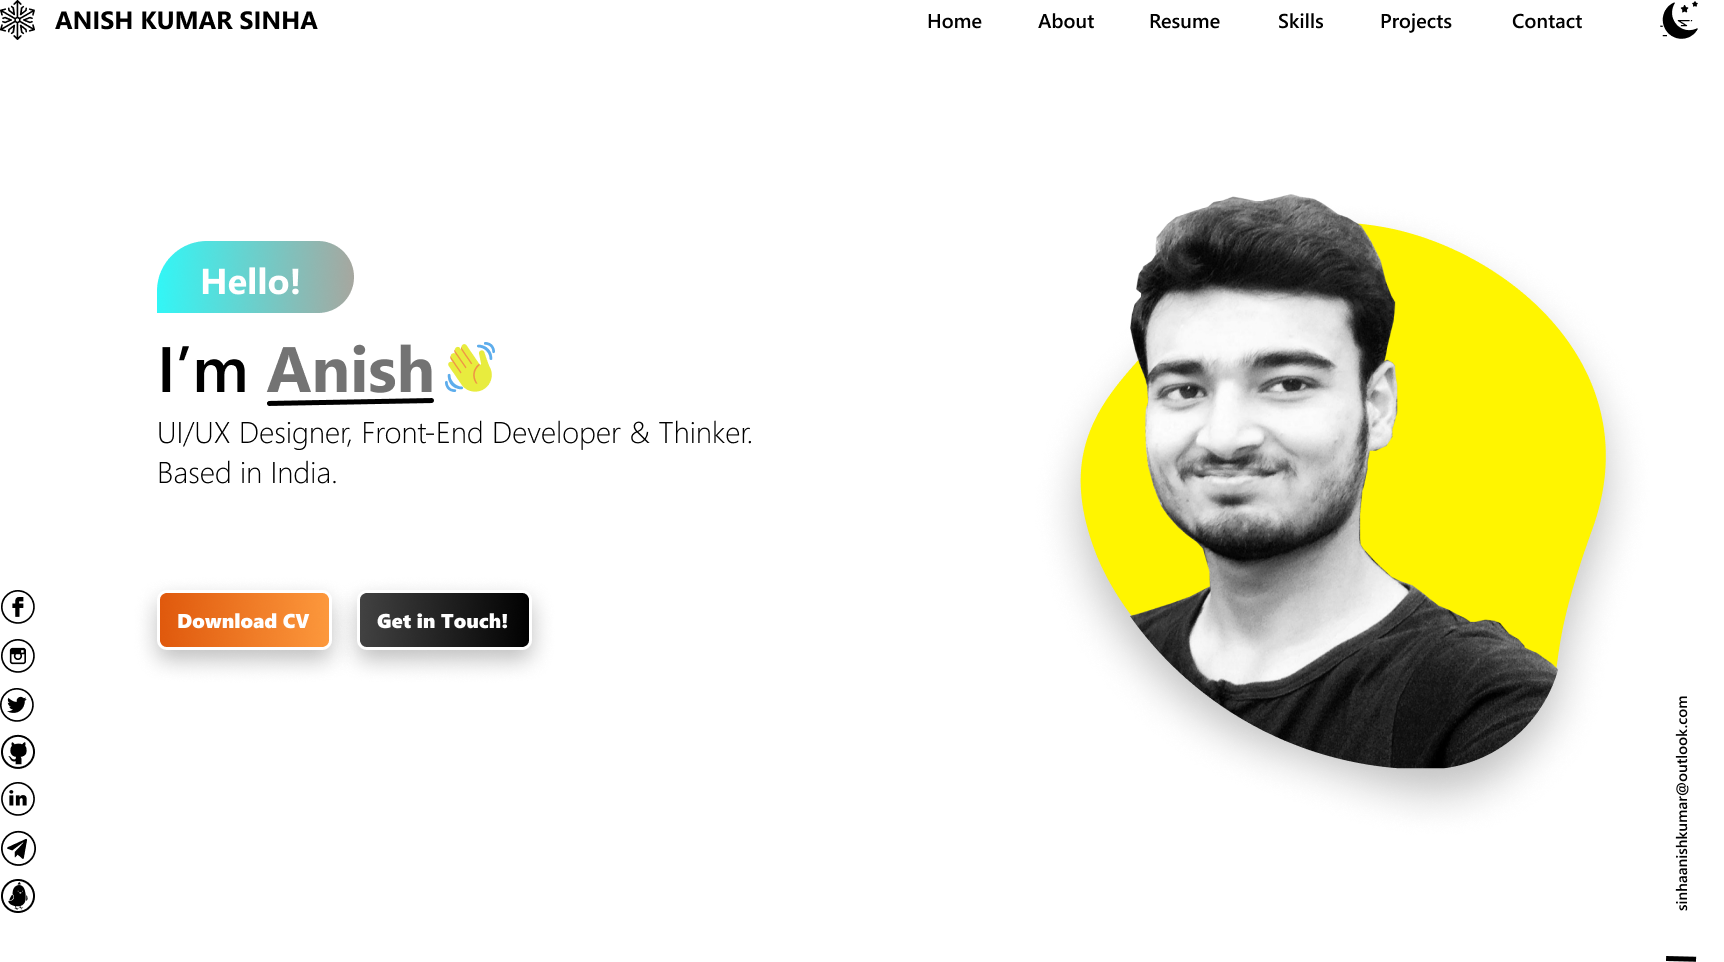 ANISH KUMAR SINHA
Home
About
Resume
Skills
Projects
Contact
Hello!
I’m Anish
UI/UX Designer, Front-End Developer & Thinker.
Based in India.
Download CV
Get in Touch!
sinhaanishkumar@outlook.com